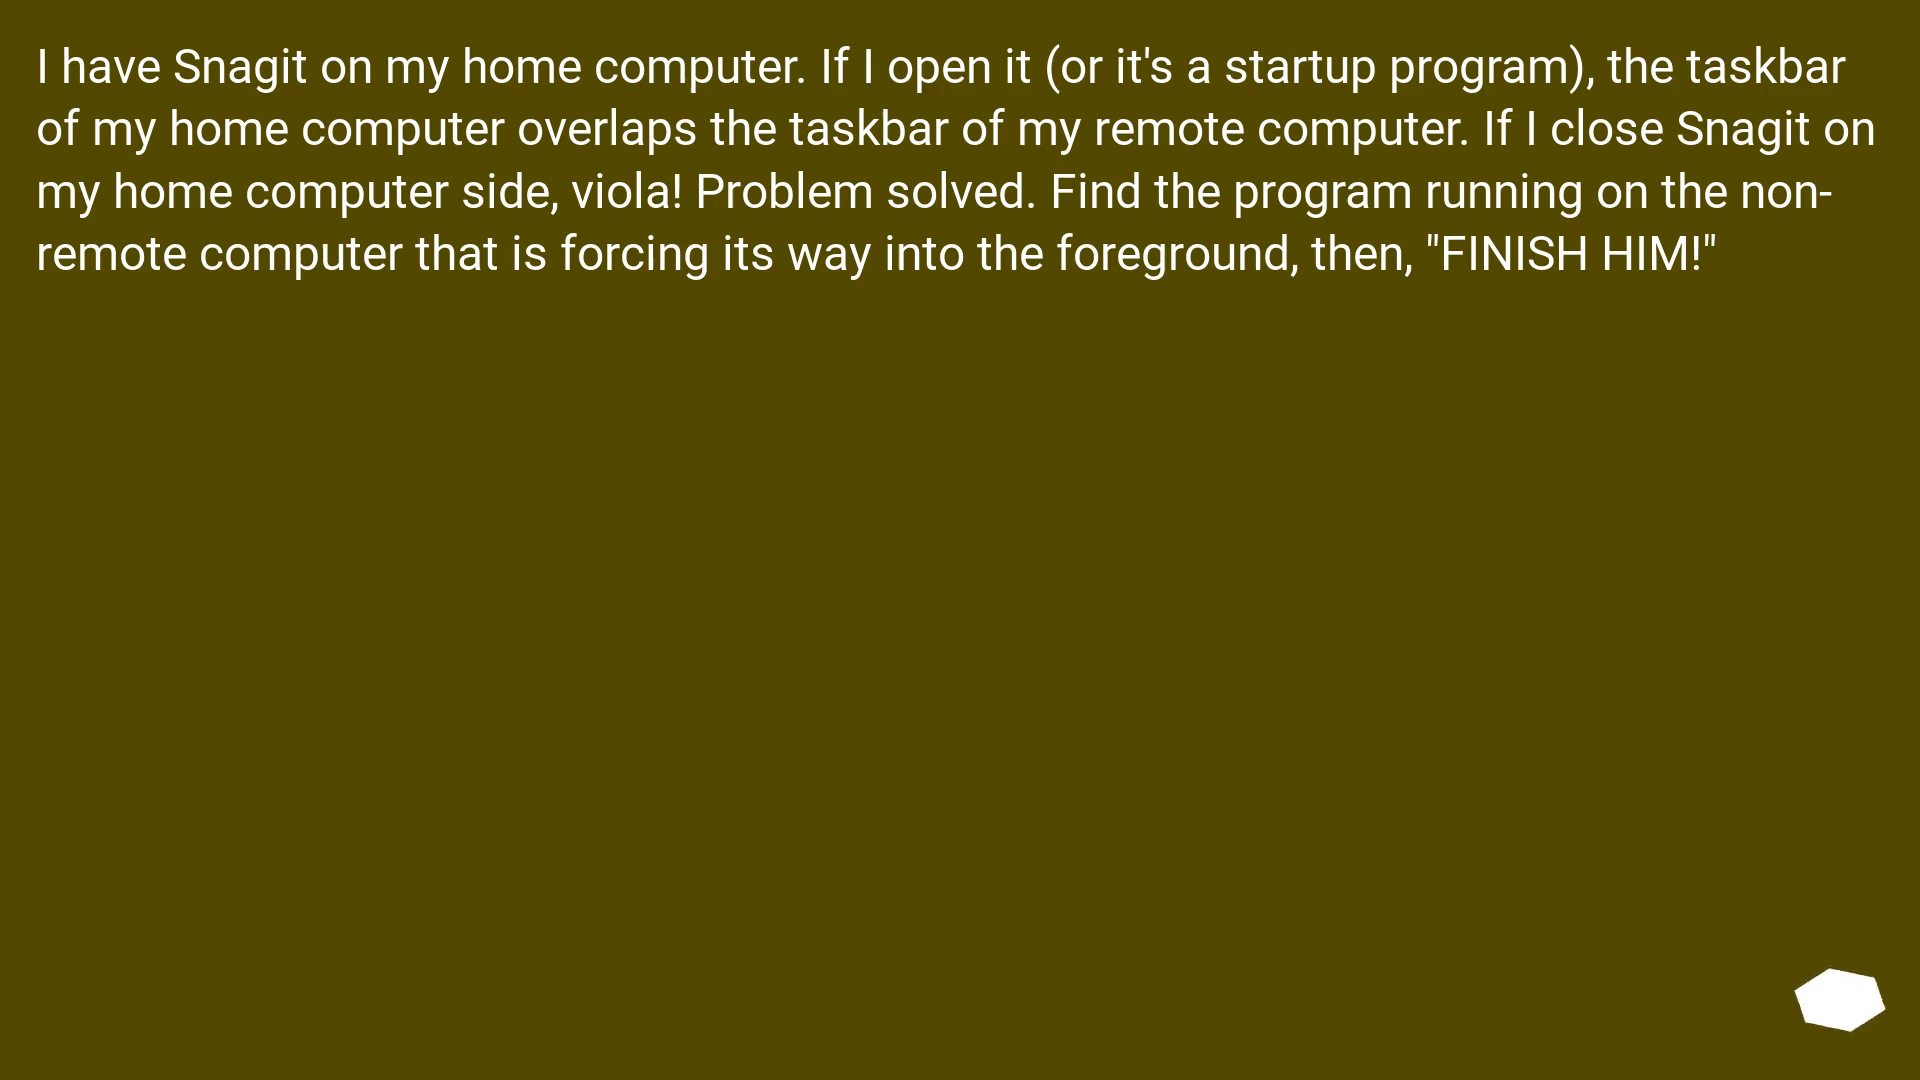 I have Snagit on my home computer. If I open it (or it's a startup program), the taskbar
of my home computer overlaps the taskbar of my remote computer. If I close Snagit on
my home computer side, viola! Problem solved. Find the program running on the non-
remote computer that is forcing its way into the foreground, then, "FINISH HIM!"